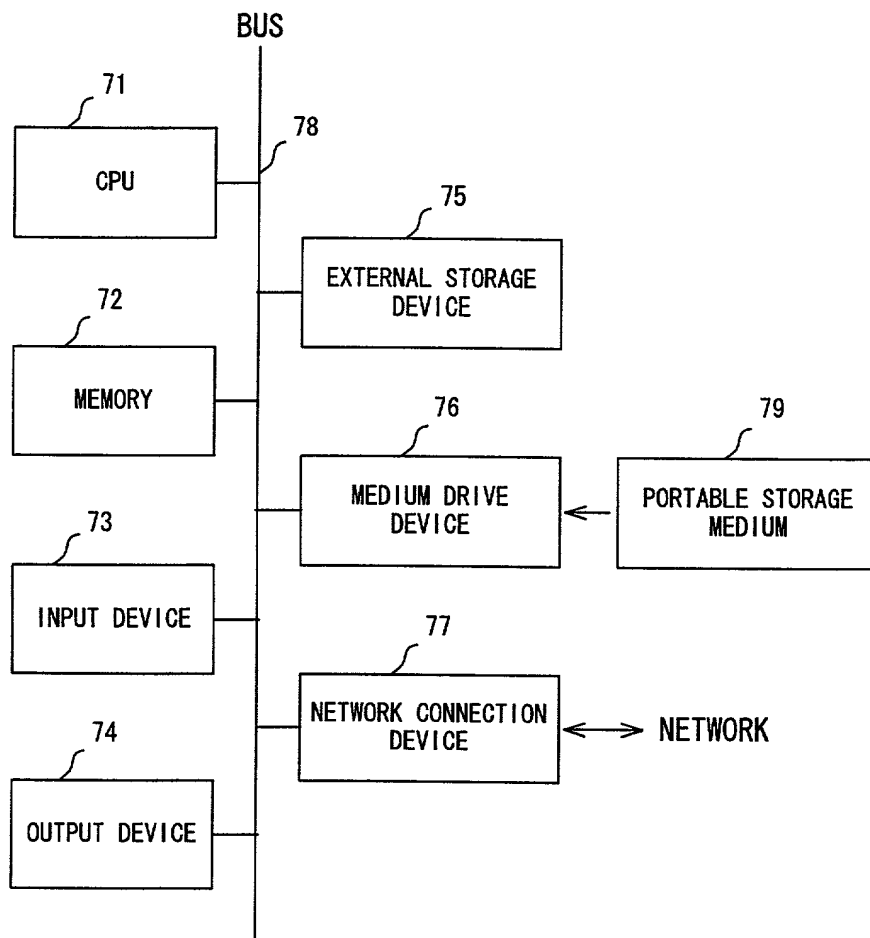 BUS
71
CPU
78
75
EXTERNAL STORAGE
DEVICE
72
MEMORY
76
MEDIUM DRIVE
DEVICE
79
PORTABLE STORAGE
MEDIUM
73
INPUT DEVICE
77
NETWORK CONNECTION
DEVICE
NETWORK
74
OUTPUT DEVICE